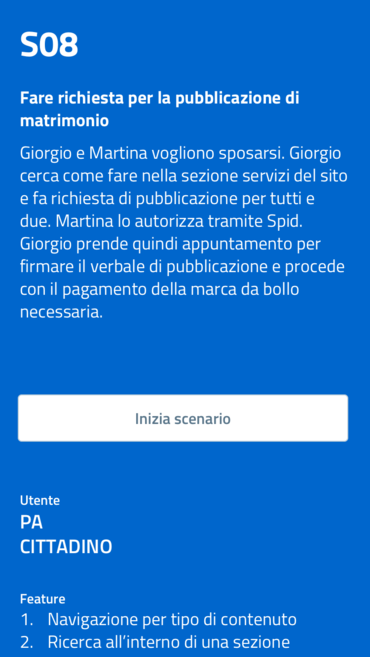 S08
Fare richiesta per la pubblicazione di
matrimonio
Giorgio e Martina vogliono sposarsi. Giorgio
cerca come fare nella sezione servizi del sito
e fa richiesta di pubblicazione per tutti e
due. Martina lo autorizza tramite Spid.
Giorgio prende quindi appuntamento per
firmare il verbale di pubblicazione e procede
con il pagamento della marca da bollo
necessaria.
Inizia scenario
Utente
PA
CITTADINO
Feature
1. Navigazione per tipo di contenuto
2. Ricerca all’interno di una sezione